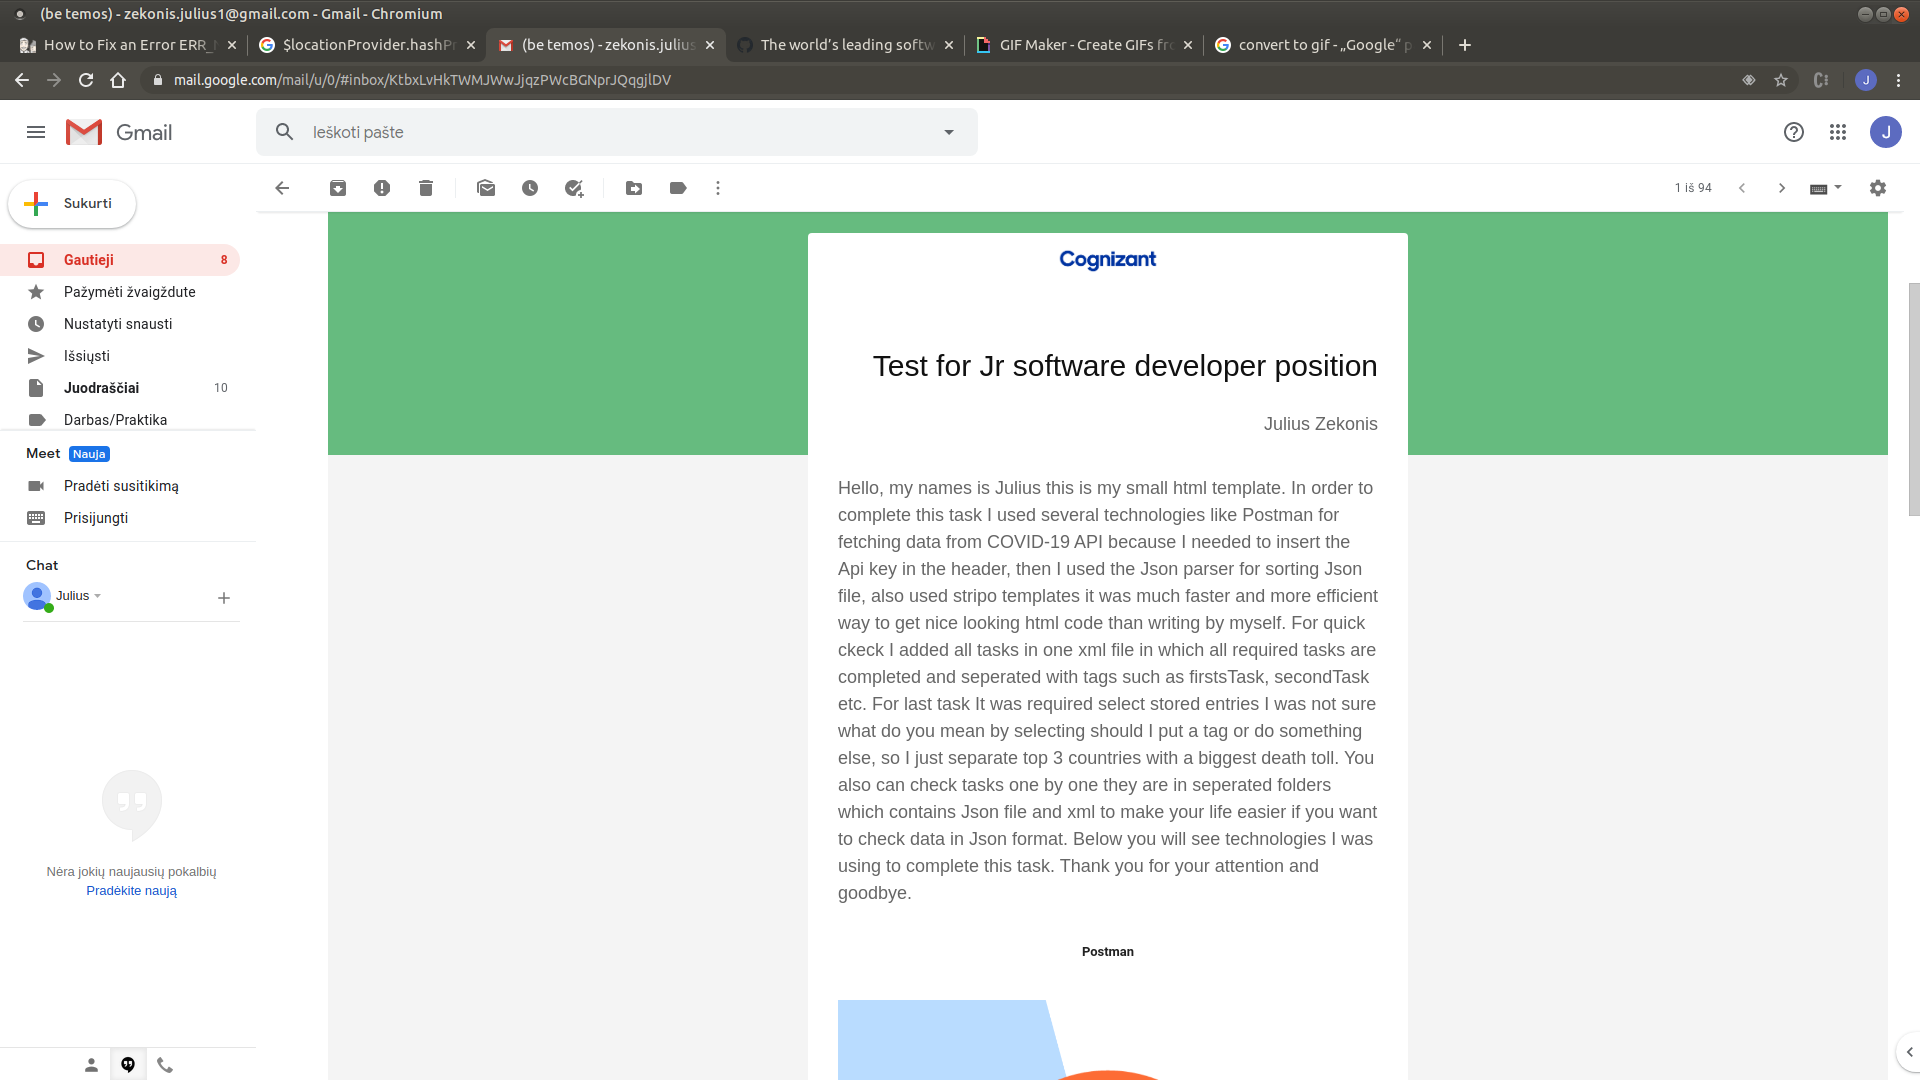 (be temos) - zekonis.julius1@gmail.com - Gmail - Chromium
How to Fix an Error ERR_
$locationProvider.hashPr
(be temos) - zekonis.julius
The world's leading softw
GIF Maker - Create GIFs fro
convert to gif - „Google“ p
mail.google.com/mail/u/0/#inbox/KtbxLvHkTWMJWwJjqzPWcBGNprJQqgjlDV
J
Gmail
Ieškoti pašte
J
Sukurti
1 iš 94
Gautieji 8
Pažymėti žvaigždute
Nustatyti snausti
Išsiųsti
Juodraščiai 10
Darbas/Praktika
Meet Nauja
Pradėti susitikimą
Prisijungti
Chat
Julius
Nėra jokių naujausių pokalbių
Pradėkite naują
Cognizant
Test for Jr software developer position
Julius Zekonis
Hello, my names is Julius this is my small html template. In order to
complete this task I used several technologies like Postman for
fetching data from COVID-19 API because I needed to insert the
Api key in the header, then I used the Json parser for sorting Json
file, also used stripo templates it was much faster and more efficient
way to get nice looking html code than writing by myself. For quick
ckeck I added all tasks in one xml file in which all required tasks are
completed and seperated with tags such as firstsTask, secondTask
etc. For last task It was required select stored entries I was not sure
what do you mean by selecting should I put a tag or do something
else, so I just separate top 3 countries with a biggest death toll. You
also can check tasks one by one they are in seperated folders
which contains Json file and xml to make your life easier if you want
to check data in Json format. Below you will see technologies I was
using to complete this task. Thank you for your attention and
goodbye.
Postman